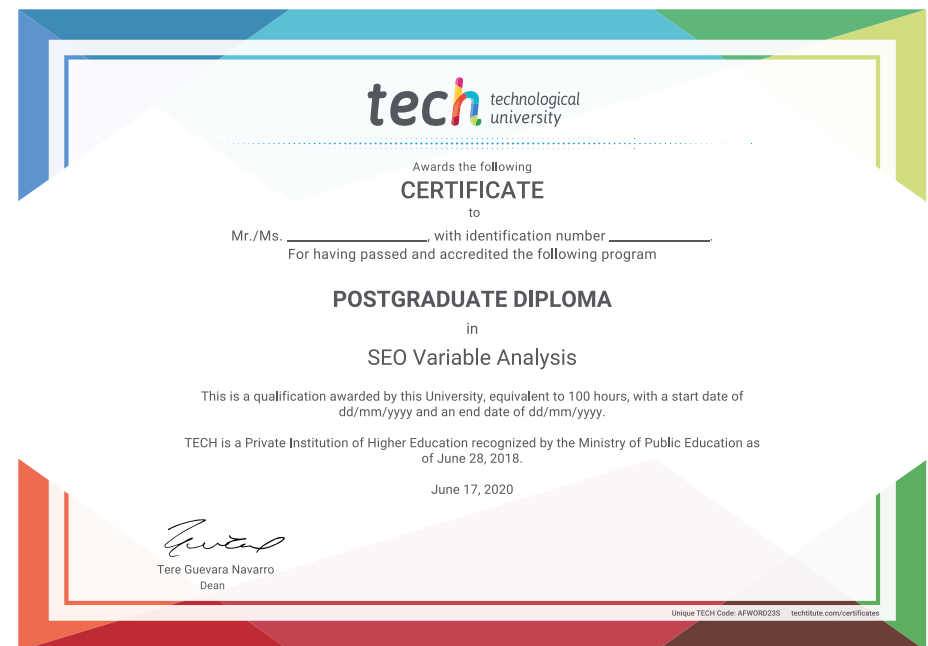 tech technological
university
Awards the following
CERTIFICATE
to
Mr./Ms. ____________, with identification number _________.
For having passed and accredited the following program
POSTGRADUATE DIPLOMA
in
SEO Variable Analysis
This is a qualification awarded by this University, equivalent to 100 hours, with a start date of
dd/mm/yyyy and an end date of dd/mm/yyyy.
TECH is a Private Institution of Higher Education recognized by the Ministry of Public Education as
of June 28, 2018.
June 17, 2020
Tere Guevara Navarro
Dean
Unique TECH Code: AFWORD23S techtitute.com/certificates